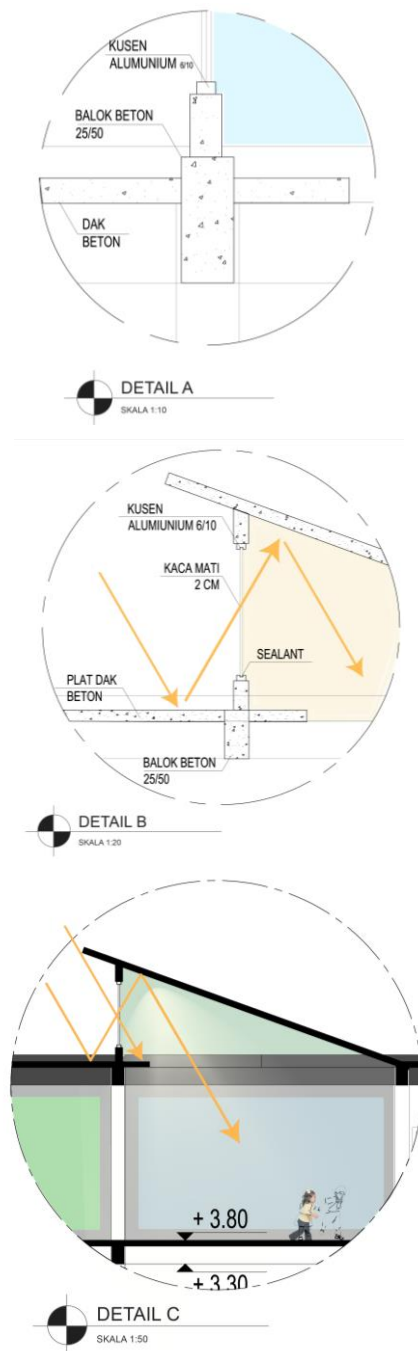 KUSEN
ALUMUNIUM 6/10
BALOK BETON
25/50
DAK
BETON
DETAIL A
SKALA 1:10
KUSEN
ALUMIUNIUM 6/10
KACA MATI
2 CM
SEALANT
PLAT DAK
BETON
BALOK BETON
25/50
DETAIL B
SKALA 1:20
+ 3.80
+ 3.30
DETAIL C
SKALA 1:50